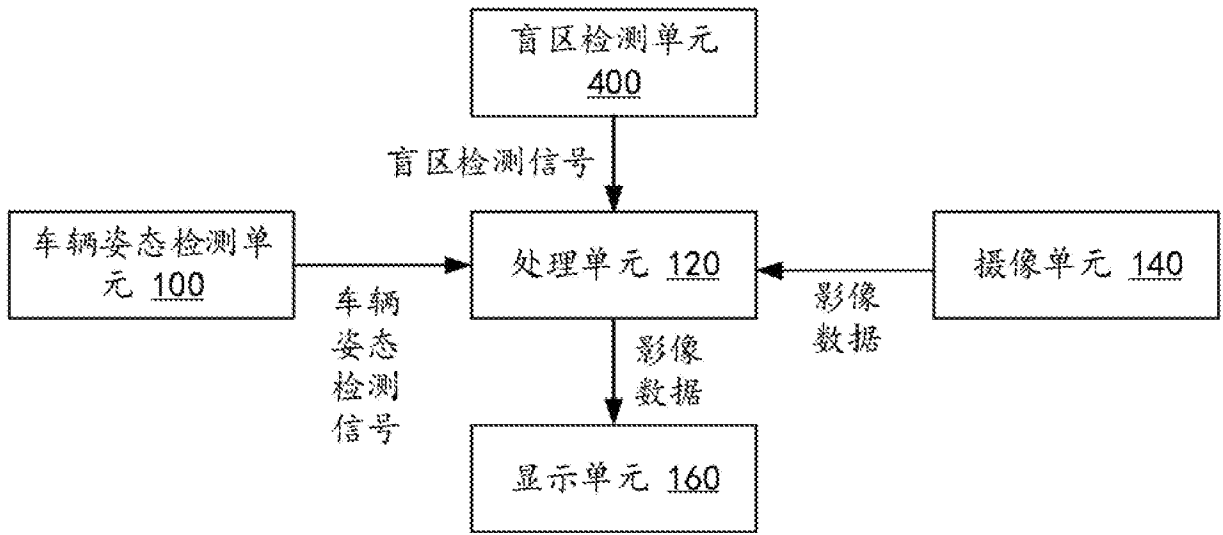 盲区检测单元
400
盲区检测信号
车辆姿态检测单
元 100
处理单元 120
摄像单元 140
车辆
姿态
检测
信号
影像
数据
影像
数据
显示单元 160